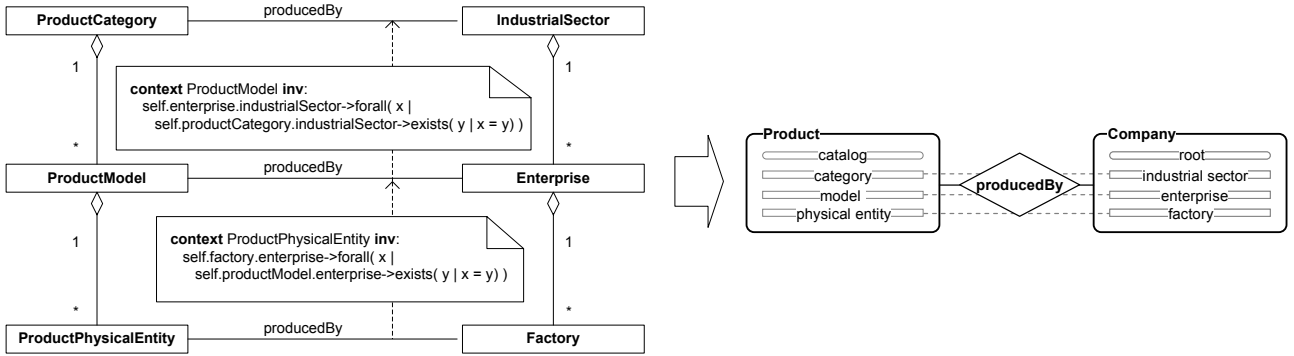 ProductCategory
producedBy
IndustrialSector
1
1
context ProductModel inv:
self.enterprise.industrialSector->forall( x |
self.productCategory.industrialSector->exists( y | x = y) )
*
*
ProductModel
producedBy
Enterprise
1
1
context ProductPhysicalEntity inv:
self.factory.enterprise->forall( x |
self.productModel.enterprise->exists( y | x = y) )
*
*
ProductPhysicalEntity
producedBy
Factory
Product
catalog
category
model
physical entity
producedBy
Company
root
industrial sector
enterprise
factory